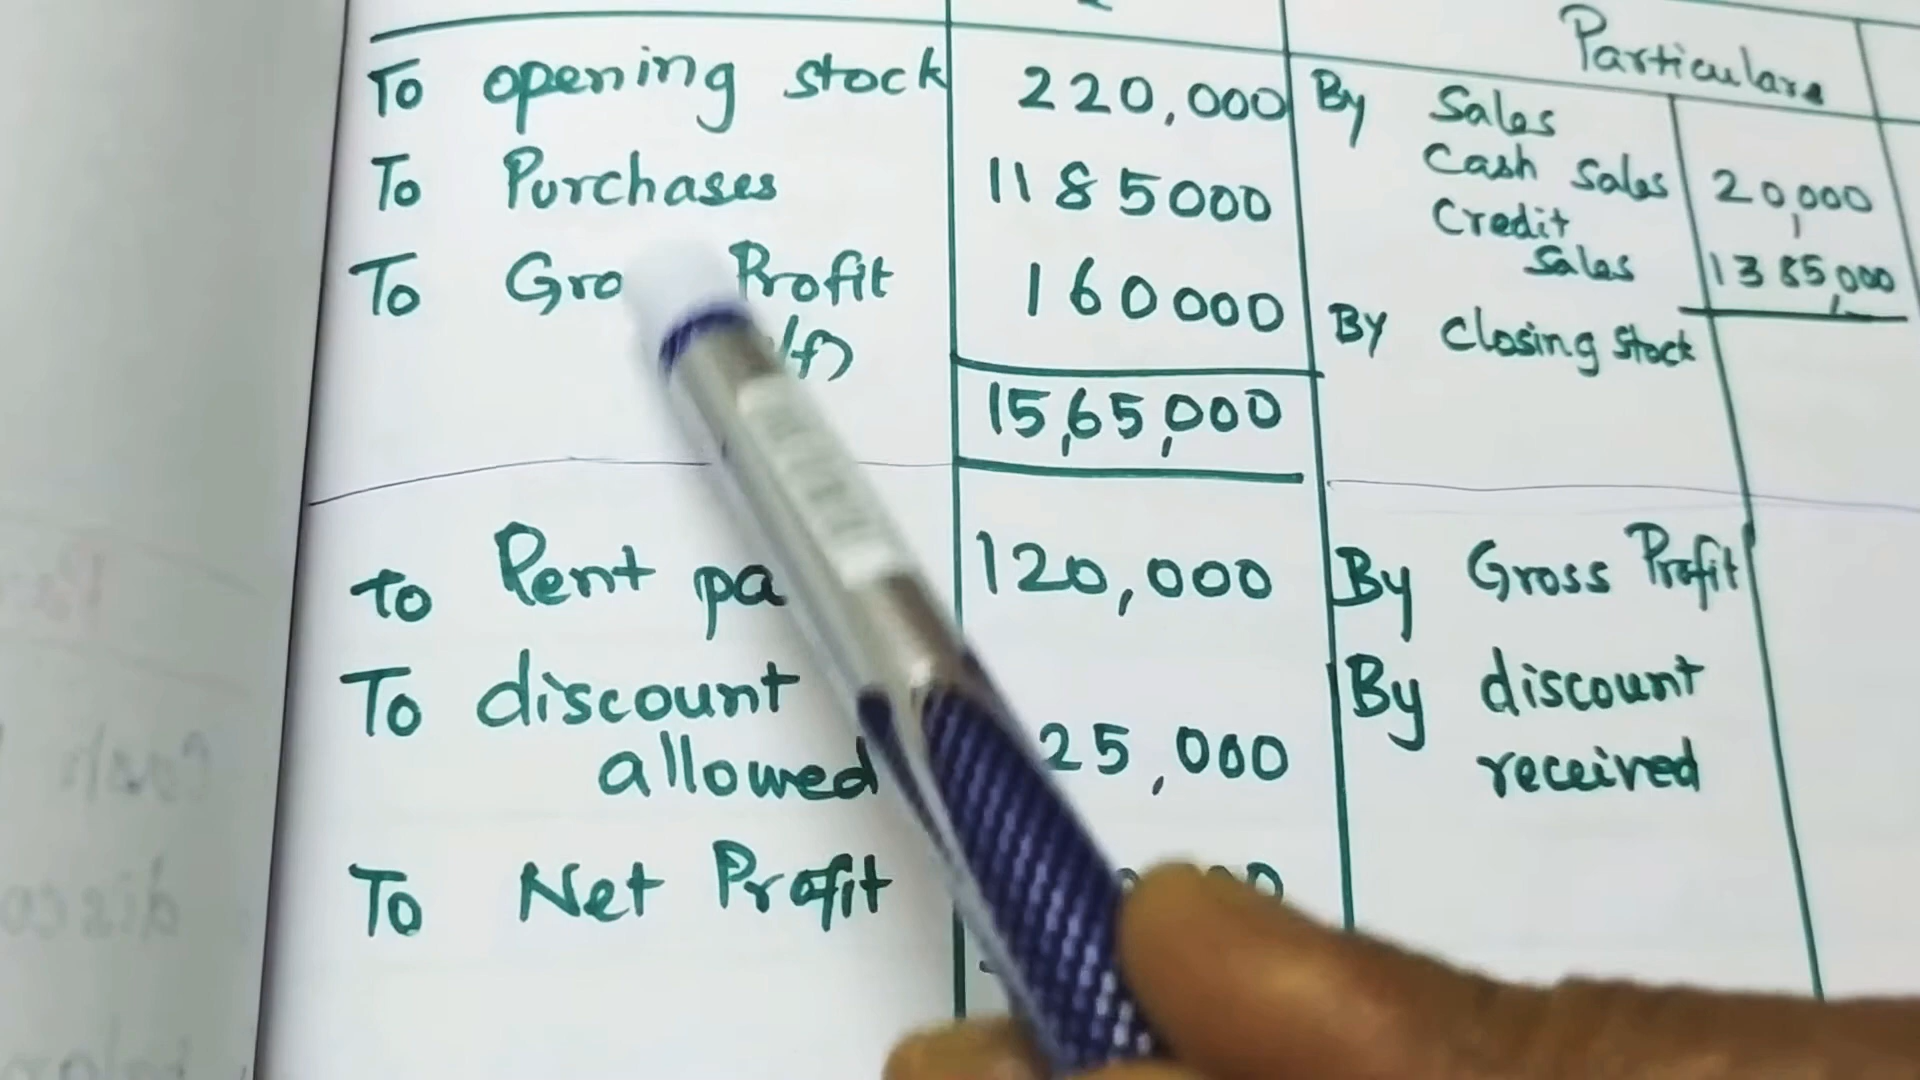 Particulars
To opening stock 220,000 By Sales
Cash Sales 20,000
To Purchases 1185000
Credit
Sales 1385,000
To Profit 160000
By Closing Stock
15,65,000
To Rent 120,000 By Gross Profit
To discount By discount
allowed 25,000 received
To Net Profit